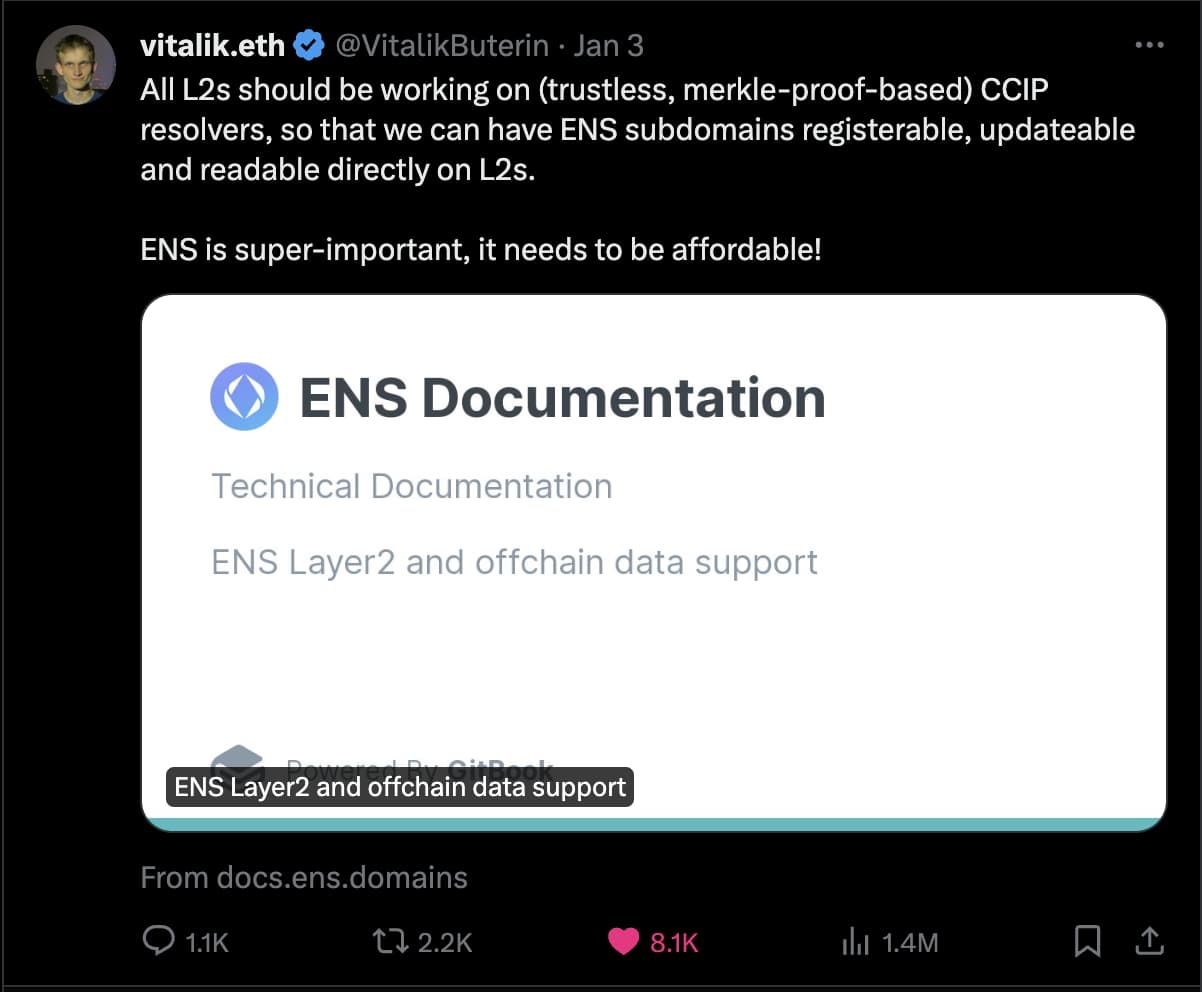 vitalik.eth @VitalikButerin · Jan 3
All L2s should be working on (trustless, merkle-proof-based) CCIP
resolvers, so that we can have ENS subdomains registerable, updateable
and readable directly on L2s.
ENS is super-important, it needs to be affordable!
ENS Documentation
Technical Documentation
ENS Layer2 and offchain data support
Powered By GitBook
ENS Layer2 and offchain data support
From docs.ens.domains
1.1K 2.2K 8.1K 1.4M